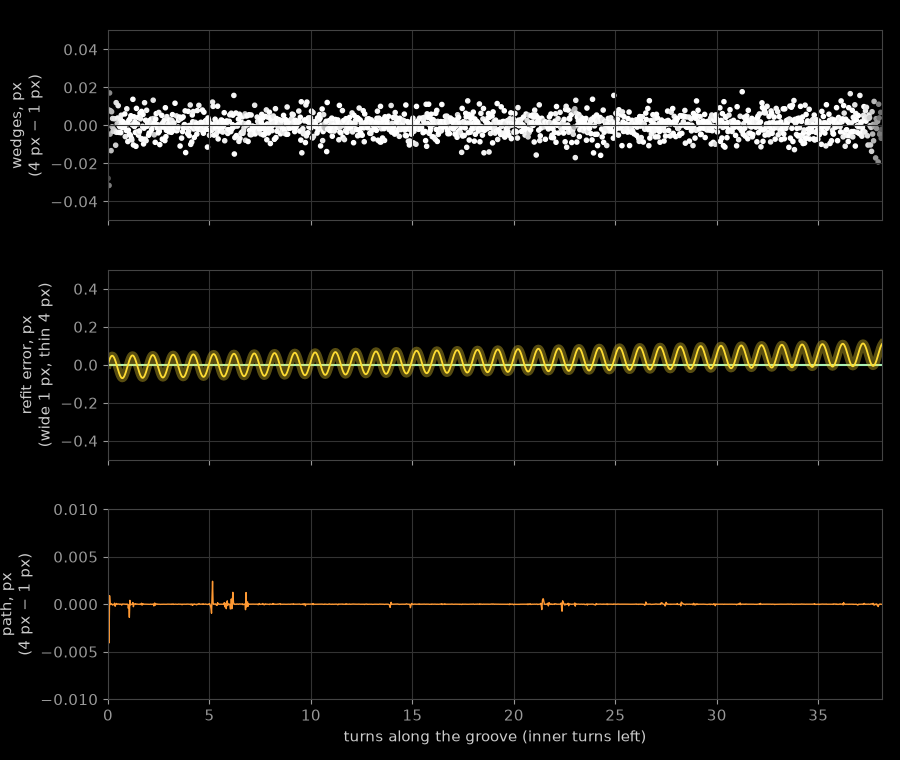 0.04
0.02
0.00
−0.02
−0.04
wedges, px
(4 px − 1 px)
0.4
0.2
0.0
−0.2
−0.4
refit error, px
(wide 1 px, thin 4 px)
0.010
0.005
0.000
−0.005
−0.010
path, px
(4 px − 1 px)
0 5 10 15 20 25 30 35
turns along the groove (inner turns left)